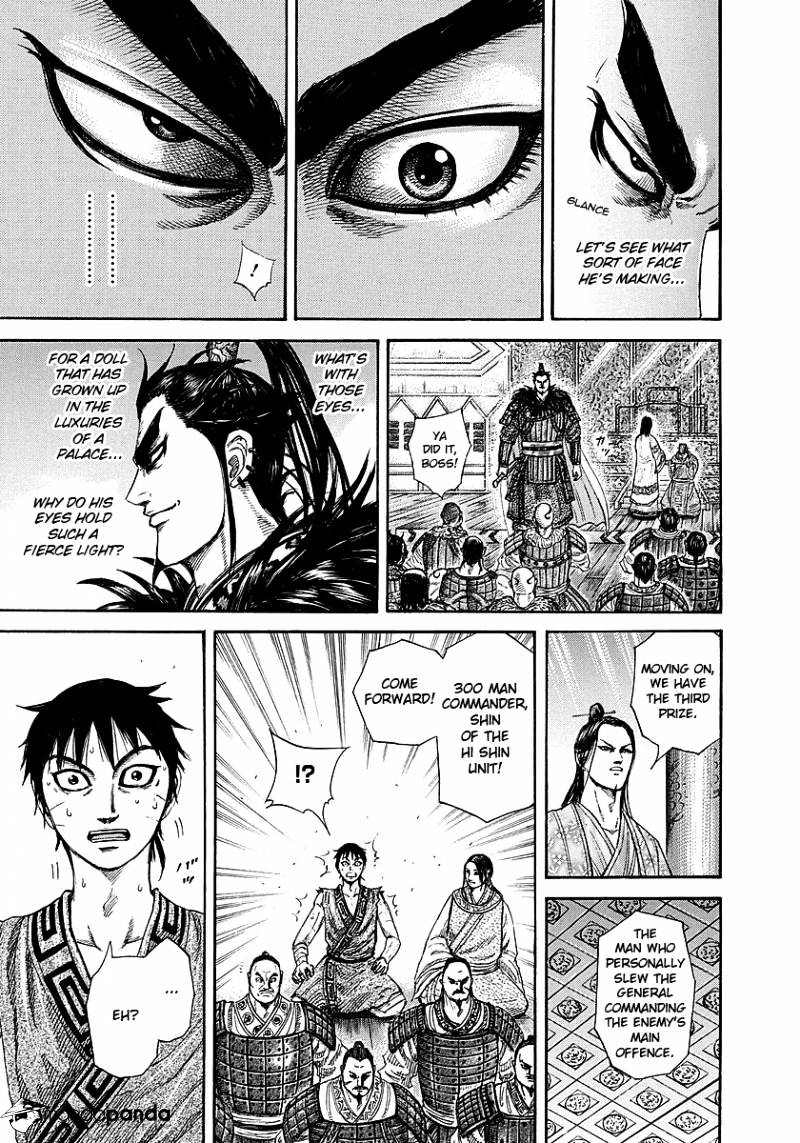 GLANCE
LET'S SEE WHAT
SORT OF FACE
HE'S MAKING...
!
YA
DID IT,
BOSS!
ガッ
WHAT'S
WITH
THOSE
EYES...
FOR A DOLL
THAT HAS
GROWN UP
IN THE
LUXURIES
OF A
PALACE...
WHY DO HIS
EYES HOLD
SUCH A
FIERCE LIGHT?
MOVING ON,
WE HAVE
THE THIRD
PRIZE.
THE
MAN WHO
PERSONALLY
SLEW THE
GENERAL
COMMANDING
THE ENEMY'S
MAIN
OFFENCE.
300 MAN
COMMANDER,
SHIN
OF THE
HI SHIN
UNIT!
COME
FORWARD!
!?
...
EH?